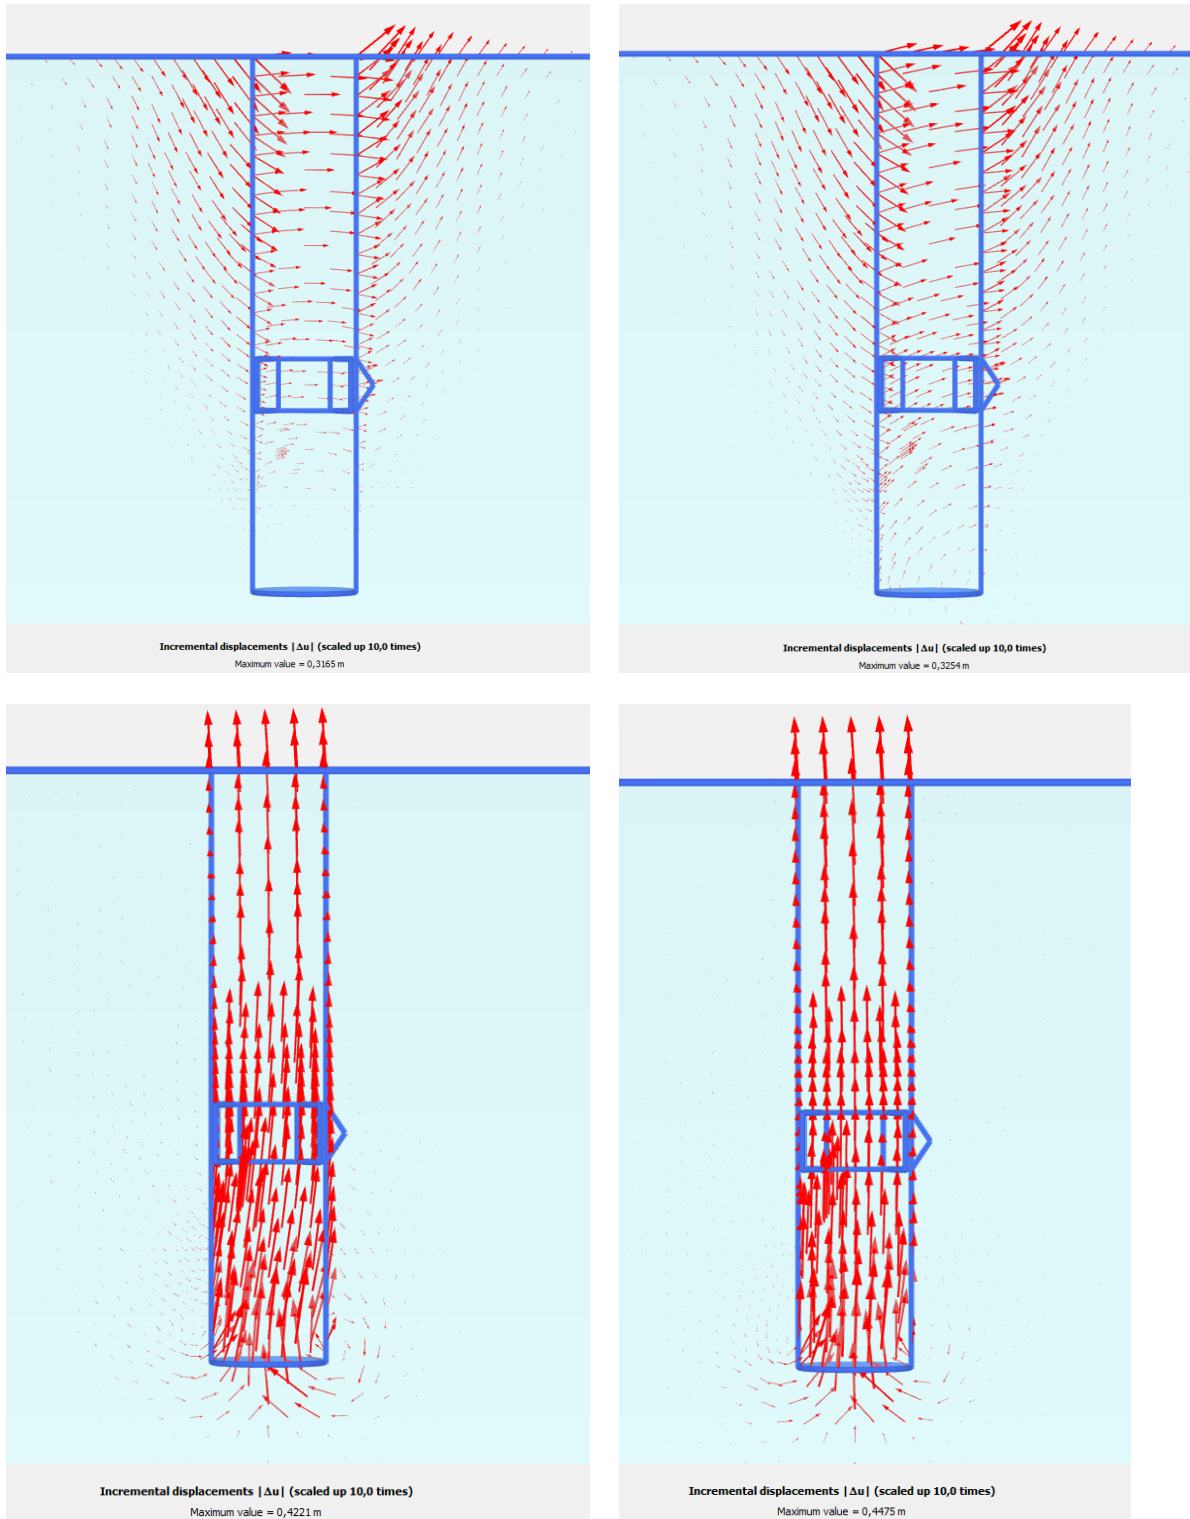 Incremental displacements |Δu| (scaled up 10,0 times)
Maximum value = 0,3165 m
Incremental displacements |Δu| (scaled up 10,0 times)
Maximum value = 0,3254 m
Incremental displacements |Δu| (scaled up 10,0 times)
Maximum value = 0,4221 m
Incremental displacements |Δu| (scaled up 10,0 times)
Maximum value = 0,4475 m